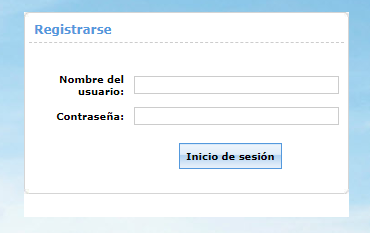 Registrarse
Nombre del
usuario:
Contraseña:
Inicio de sesión